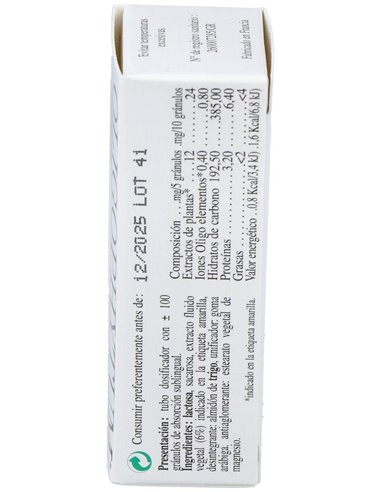 Evitar temperaturas
excesivas.
Nº de registro sanitario :
26000728S/GR
Fabricado en Francia
12/2025 LOT 41
Composición ....mg/5 gránulos ..mg/10 gránulos
Extractos de plantas* .....12 ................24
Iones Oligo elementos*0,40 .............0,80
Hidratos de carbono 192,50 .........385,00
Proteínas ...................3,20 .............6,40
Grasas ........................<2 ................<4
Valor energético ..0,8 Kcal/3,4 kJ) : 1,6 Kcal/6,8 kJ)
*indicado en la etiqueta amarilla.
Consumir preferentemente antes de:
Presentación: tubo dosificador con ± 100
gránulos de absorción sublingual.
Ingredientes: lactosa, sacarosa, extracto fluido
vegetal (6%) indicado en la etiqueta amarilla,
desintegrante: almidón de trigo, unificador: goma
arábiga, antiaglomerante: estearato vegetal de
magnesio.